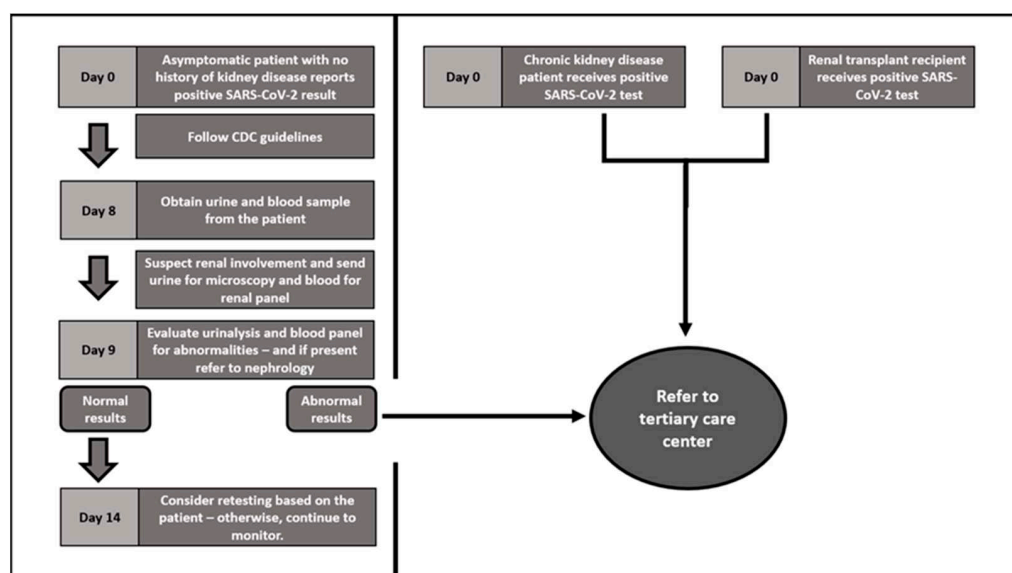 Day 0
Asymptomatic patient with no
history of kidney disease reports
positive SARS-CoV-2 result
Follow CDC guidelines
Day 8
Obtain urine and blood sample
from the patient
Suspect renal involvement and send
urine for microscopy and blood for
renal panel
Day 9
Evaluate urinalysis and blood panel
for abnormalities – and if present
refer to nephrology
Normal
results
Abnormal
results
Day 14
Consider retesting based on the
patient – otherwise, continue to
monitor.
Day 0
Chronic kidney disease
patient receives positive
SARS-CoV-2 test
Day 0
Renal transplant recipient
receives positive SARS-
CoV-2 test
Refer to
tertiary care
center